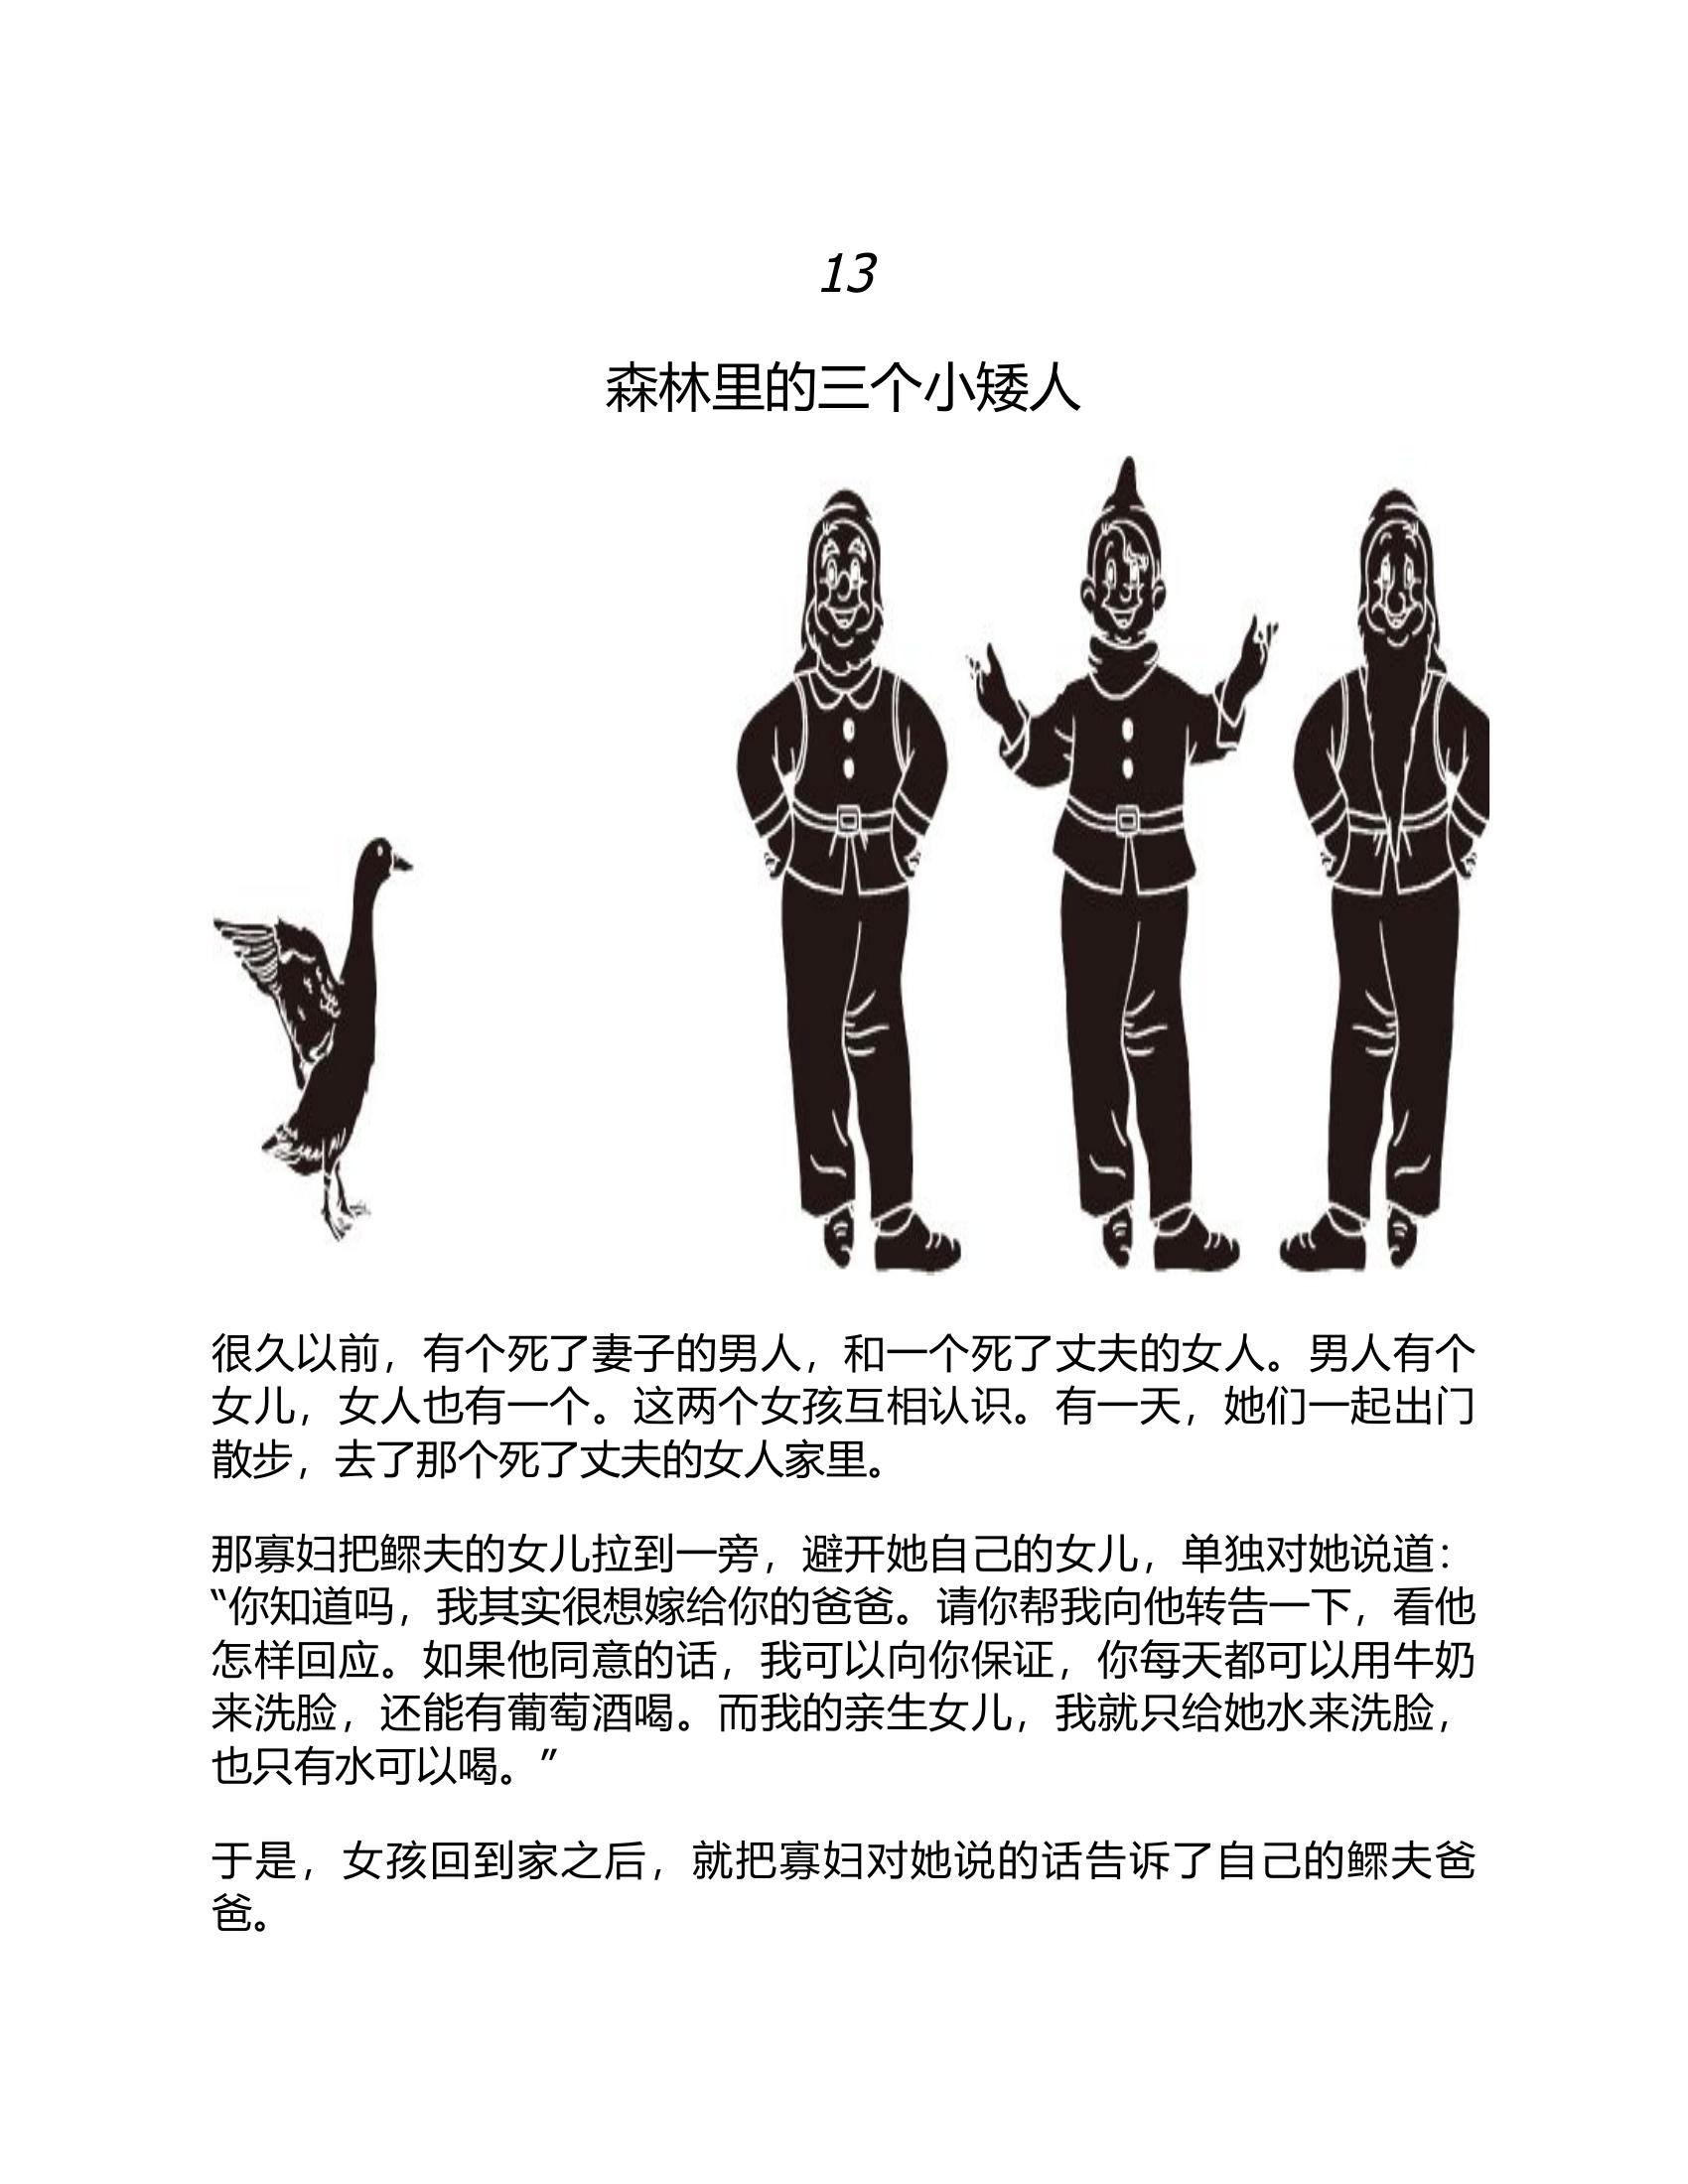 13
森林里的三个小矮人
很久以前，有个死了妻子的男人，和一个死了丈夫的女人。男人有个
女儿，女人也有一个。这两个女孩互相认识。有一天，她们一起出门
散步，去了那个死了丈夫的女人家里。
那寡妇把鳏夫的女儿拉到一旁，避开她自己的女儿，单独对她说道：
“你知道吗，我其实很想嫁给你的爸爸。请你帮我向他转告一下，看他
怎样回应。如果他同意的话，我可以向你保证，你每天都可以用牛奶
来洗脸，还能有葡萄酒喝。而我的亲生女儿，我就只给她水来洗脸，
也只有水可以喝。”
于是，女孩回到家之后，就把寡妇对她说的话告诉了自己的鳏夫爸
爸。